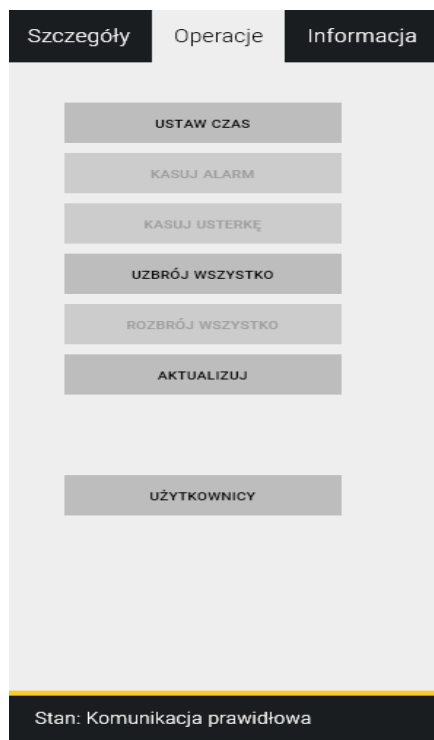 Szczegóły Operacje Informacja
USTAW CZAS
KASUJ ALARM
KASUJ USTERKĘ
UZBRÓJ WSZYSTKO
ROZBRÓJ WSZYSTKO
AKTUALIZUJ
UŻYTKOWNICY
Stan: Komunikacja prawidłowa